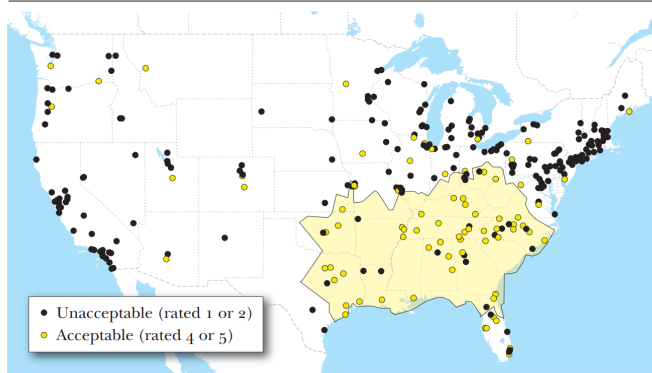 Unacceptable (rated 1 or 2)
Acceptable (rated 4 or 5)